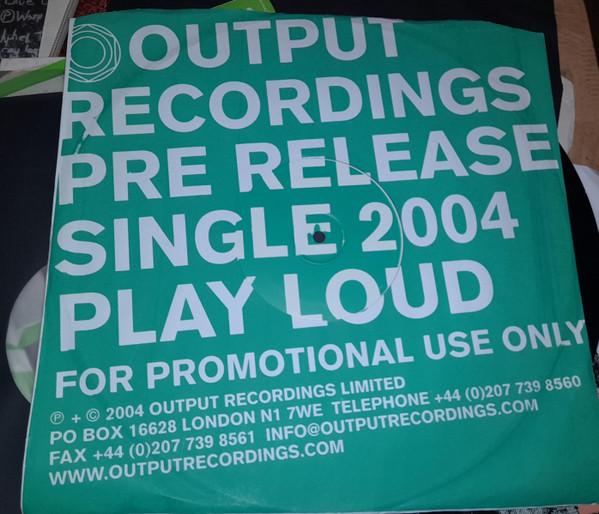 OUTPUT
RECORDINGS
PRE RELEASE
SINGLE 2004
PLAY LOUD
FOR PROMOTIONAL USE ONLY
℗ + © 2004 OUTPUT RECORDINGS LIMITED
PO BOX 16628 LONDON N1 7WE TELEPHONE +44 (0)207 739 8560
FAX +44 (0)207 739 8561 INFO@OUTPUTRECORDINGS.COM
WWW.OUTPUTRECORDINGS.COM